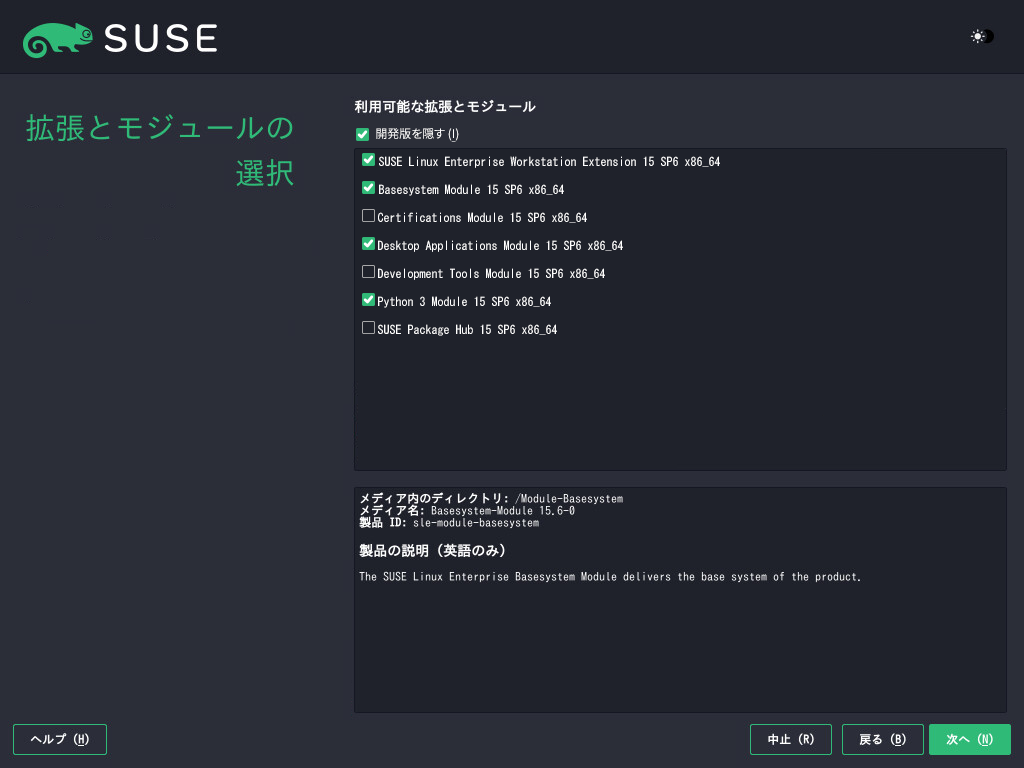 SUSE
拡張とモジュールの
選択
利用可能な拡張とモジュール
開発版を隠す(I)
SUSE Linux Enterprise Workstation Extension 15 SP6 x86_64
Basesystem Module 15 SP6 x86_64
Certifications Module 15 SP6 x86_64
Desktop Applications Module 15 SP6 x86_64
Development Tools Module 15 SP6 x86_64
Python 3 Module 15 SP6 x86_64
SUSE Package Hub 15 SP6 x86_64
メディア内のディレクトリ: /Module-Basesystem
メディア名: Basesystem-Module 15.6-0
製品 ID: sle-module-basesystem
製品の説明 (英語のみ)
The SUSE Linux Enterprise Basesystem Module delivers the base system of the product.
ヘルプ (H)
中止 (R)
戻る (B)
次へ (N)